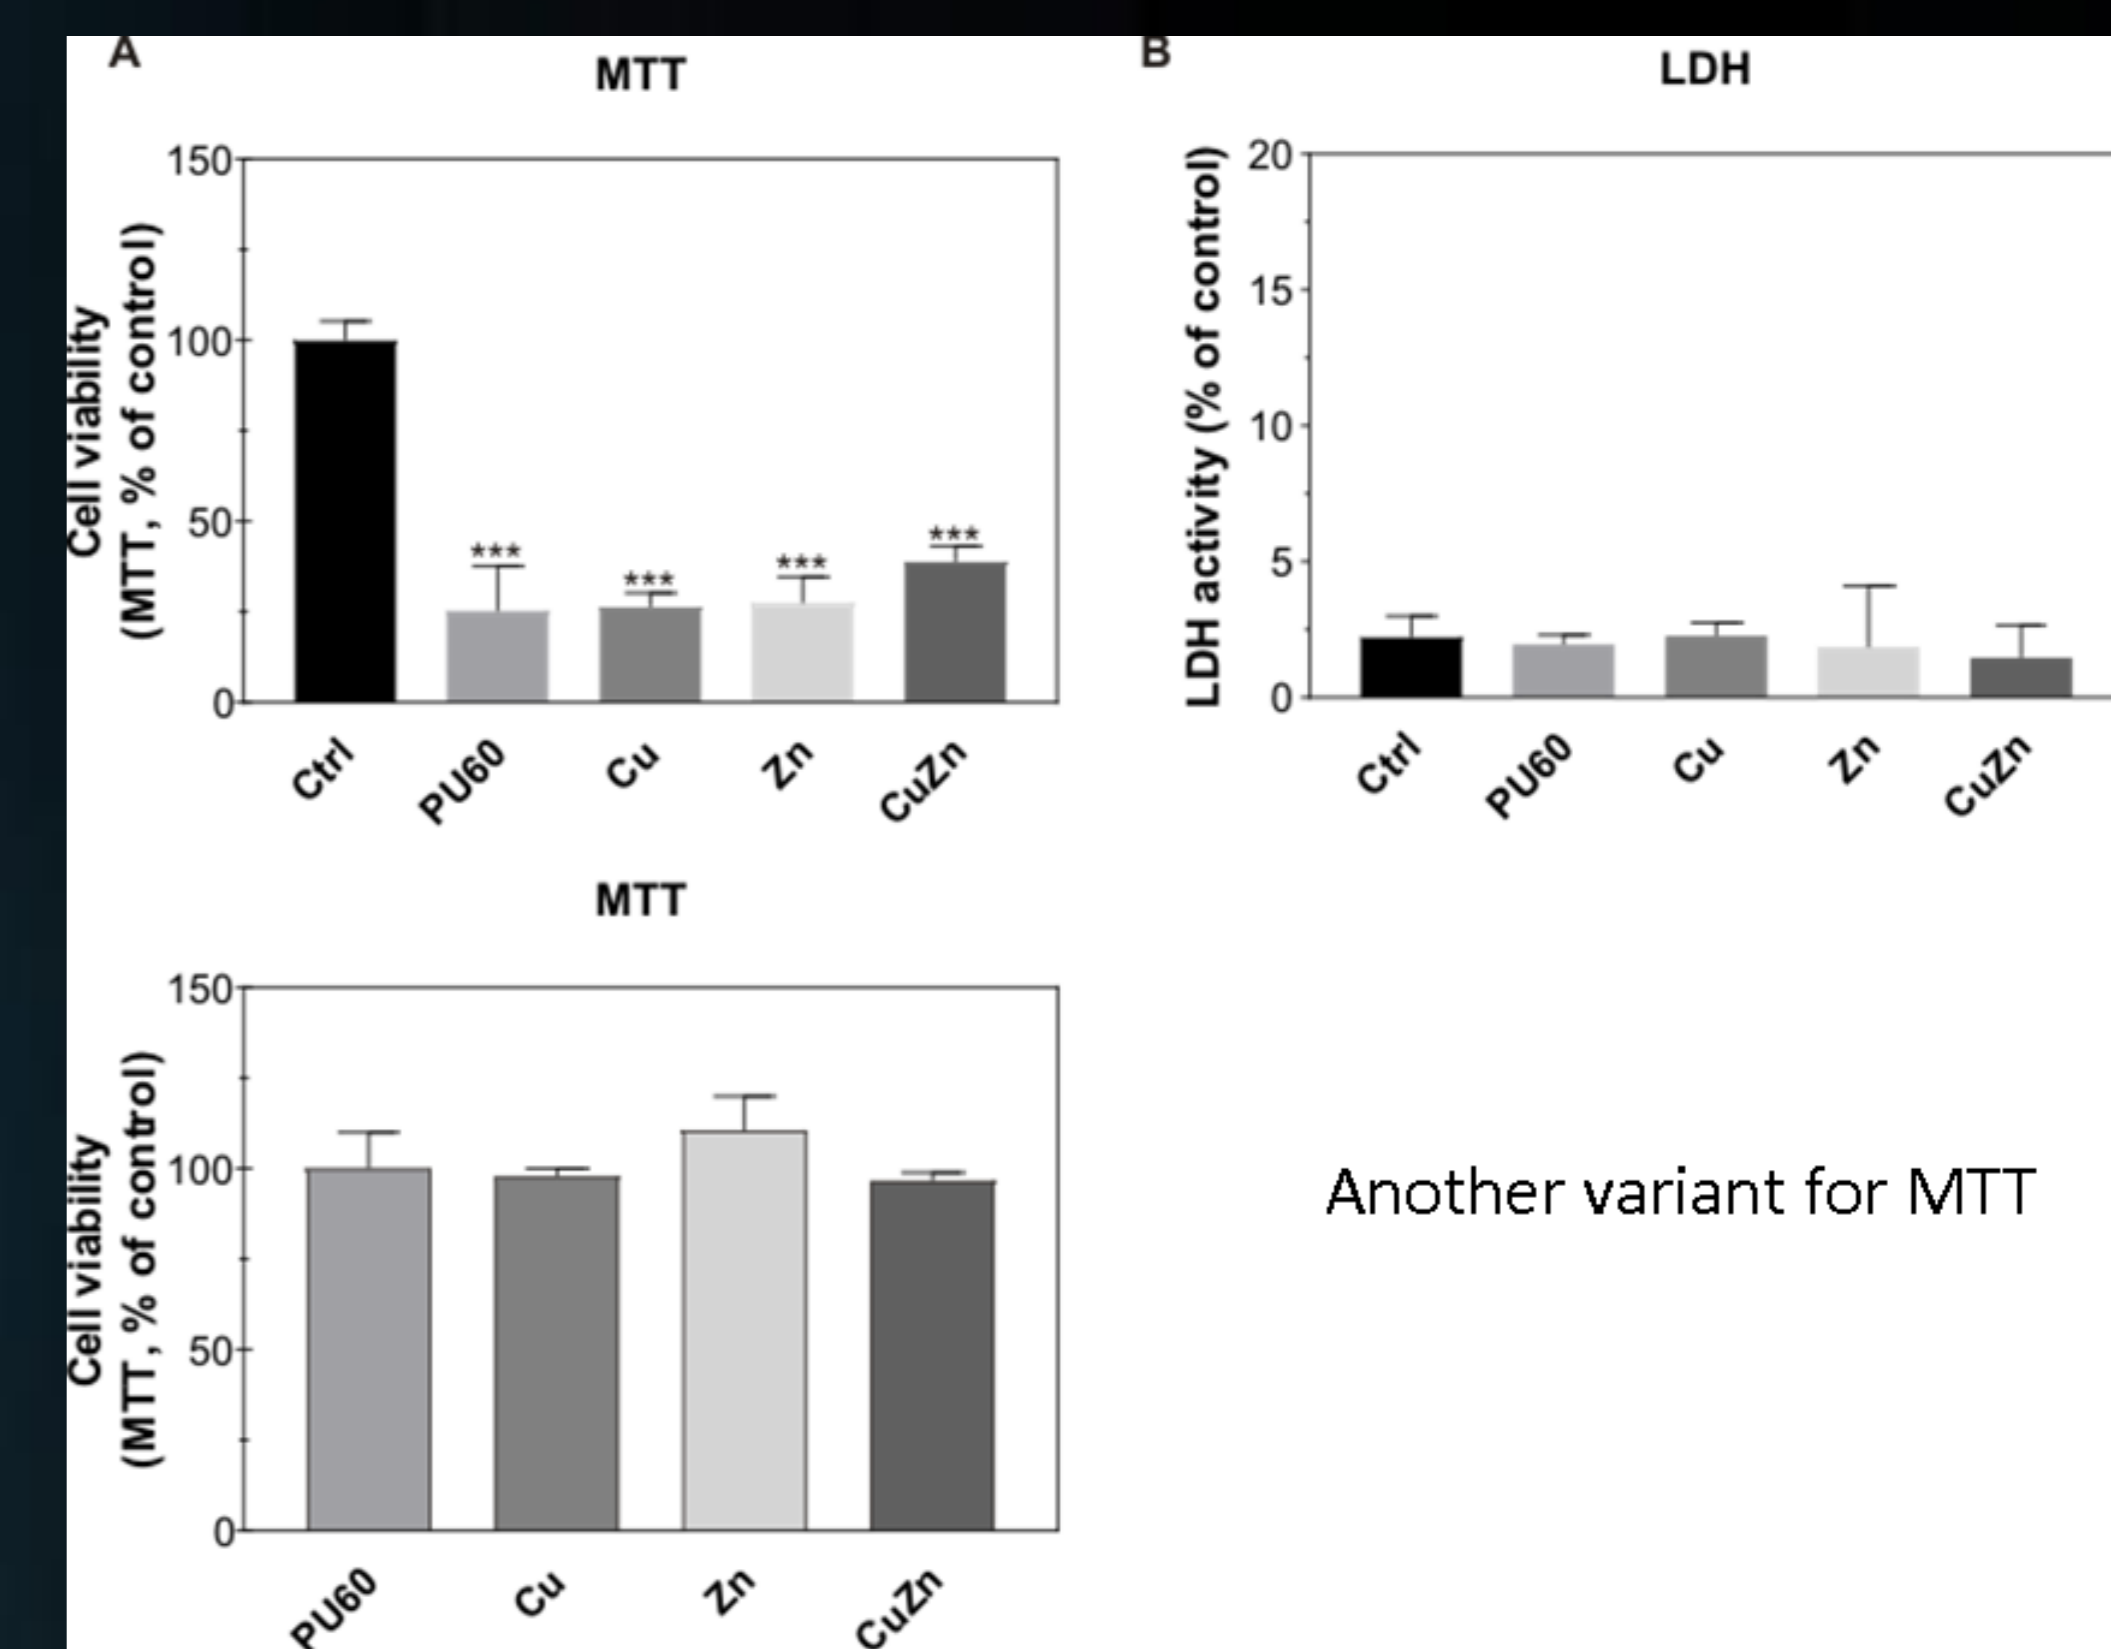 A
MTT
Cell viability
(MTT, % of control)
150
100
50
0
***
***
***
***
Ctrl
PU60
Cu
Zn
CuZn
B
LDH
LDH activity (% of control)
20
15
10
5
0
Ctrl
PU60
Cu
Zn
CuZn
MTT
Cell viability
(MTT, % of control)
150
100
50
0
PU60
Cu
Zn
CuZn
Another variant for MTT